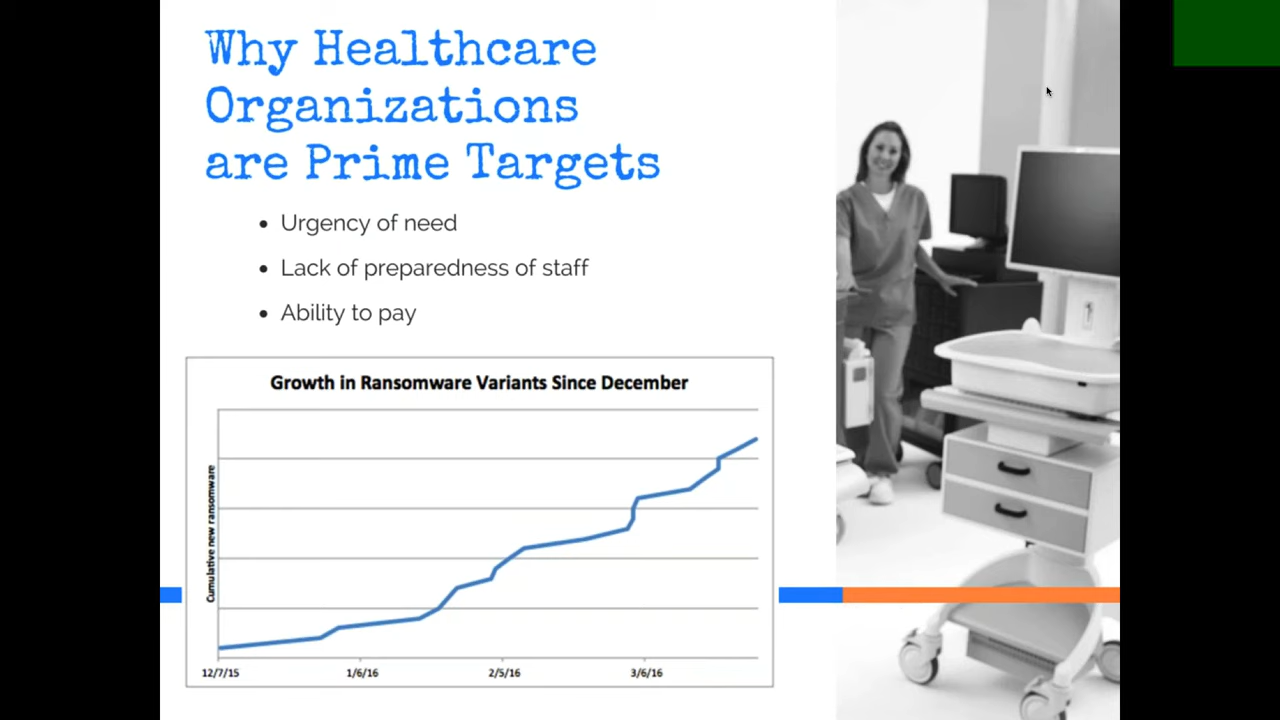 Why Healthcare
Organizations
are Prime Targets
• Urgency of need
• Lack of preparedness of staff
• Ability to pay
Growth in Ransomware Variants Since December
Cumulative new ransomware
12/7/15 1/6/16 2/5/16 3/6/16